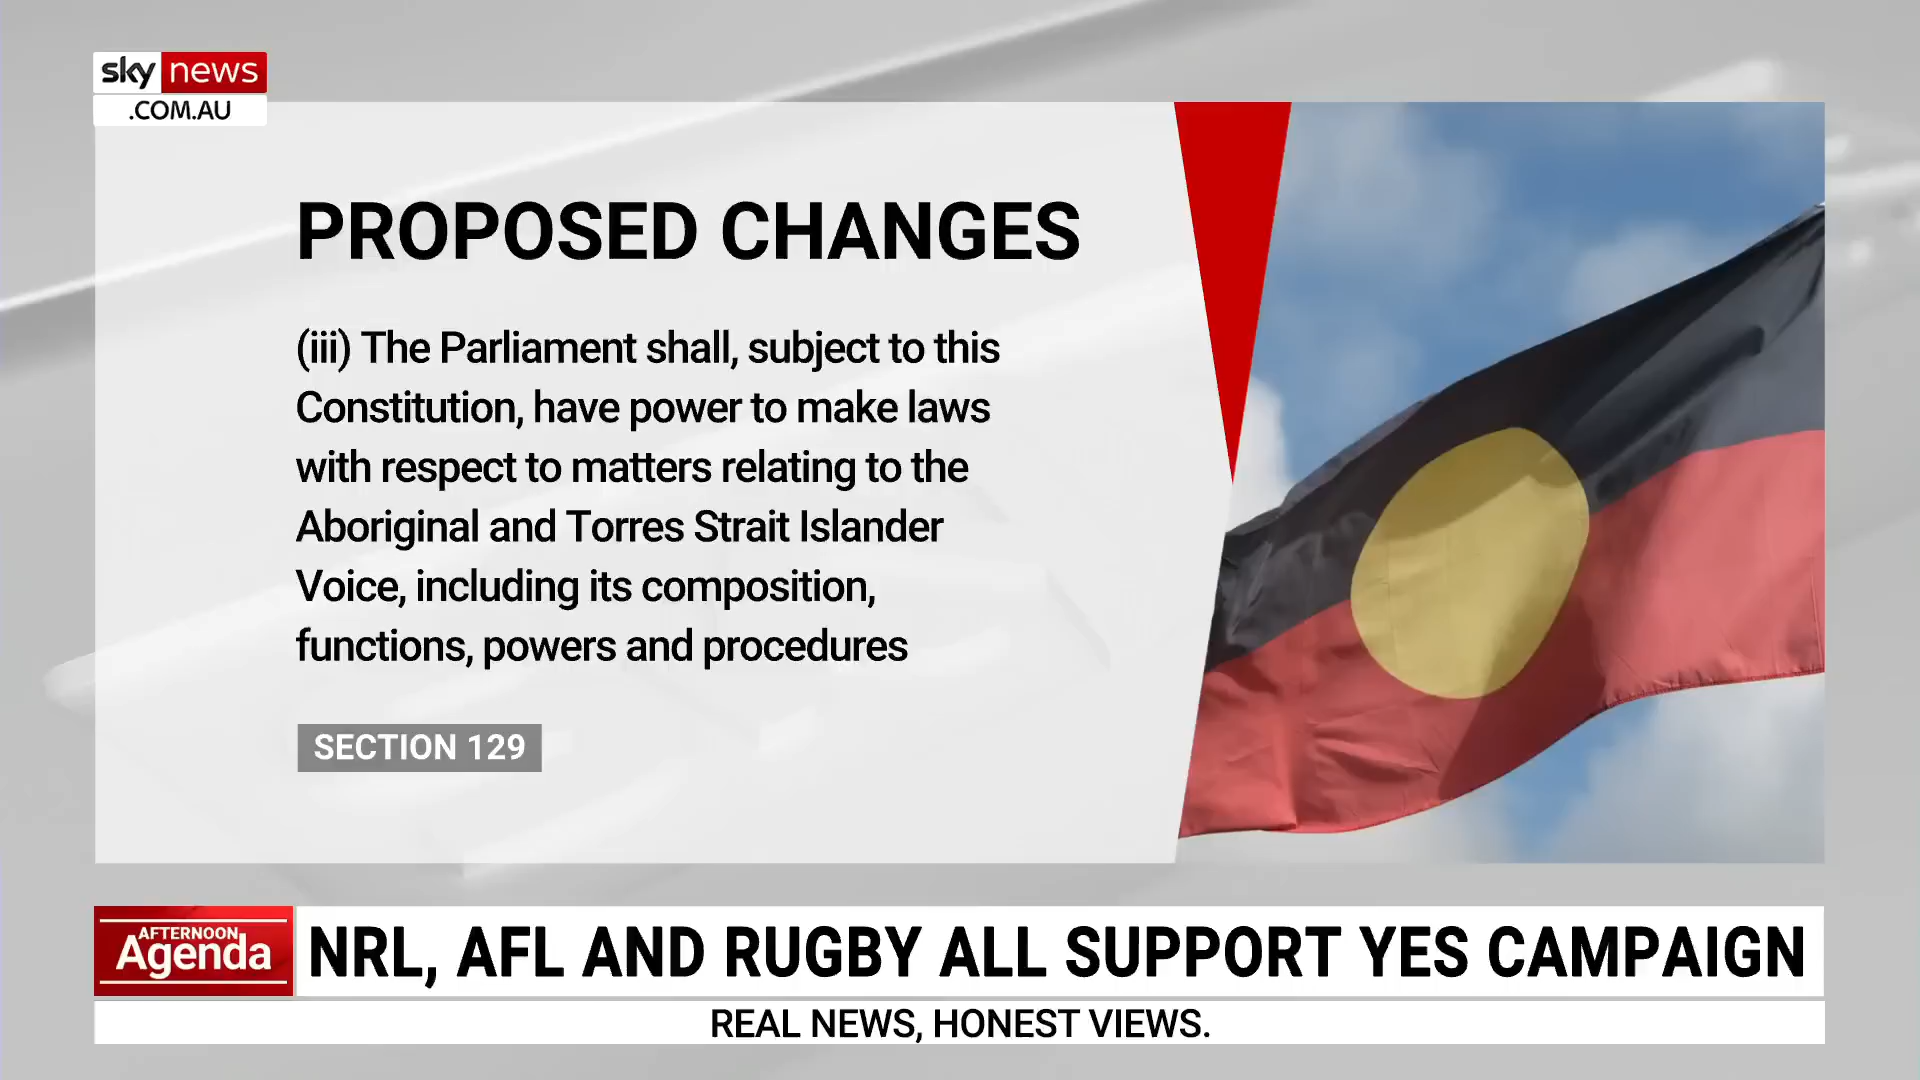 sky news
.COM.AU
PROPOSED CHANGES
(iii) The Parliament shall, subject to this
Constitution, have power to make laws
with respect to matters relating to the
Aboriginal and Torres Strait Islander
Voice, including its composition,
functions, powers and procedures
SECTION 129
AFTERNOON
Agenda
NRL, AFL AND RUGBY ALL SUPPORT YES CAMPAIGN
REAL NEWS, HONEST VIEWS.